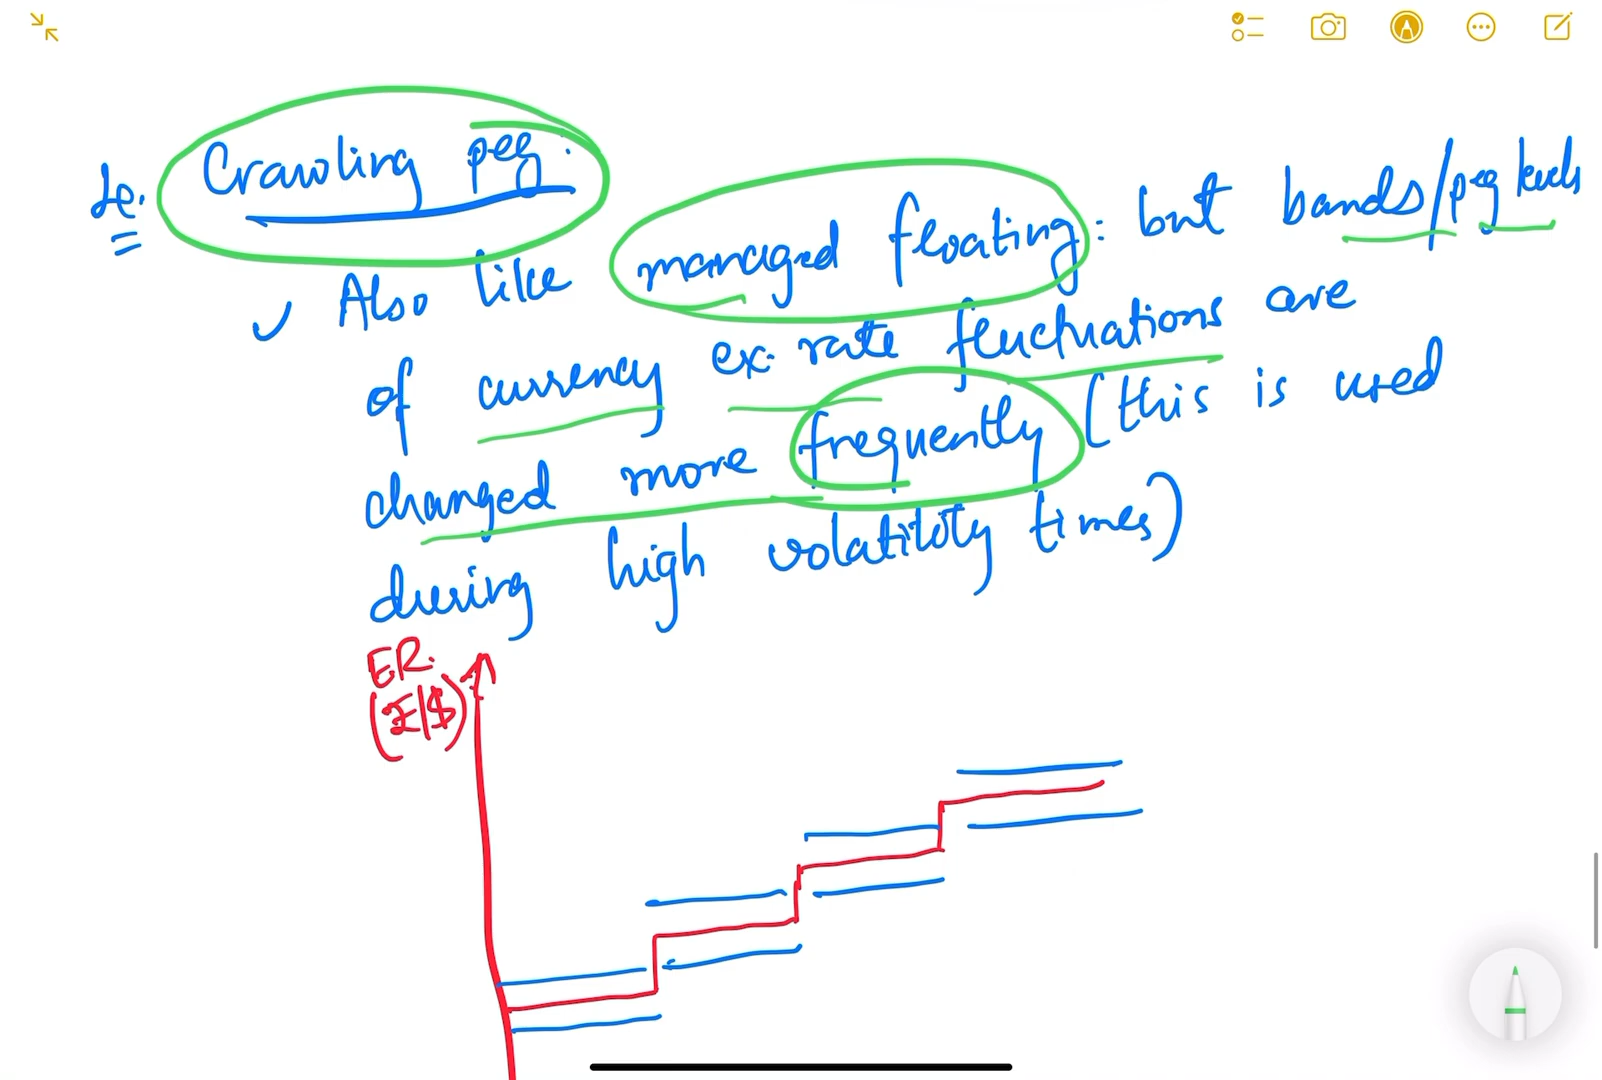 Crawling peg.
✓ Also like managed floating: but bands/peg levels
of currency ex. rate fluctuations are
changed more frequently (this is used
during high volatility times)
ER.
(₹/$)